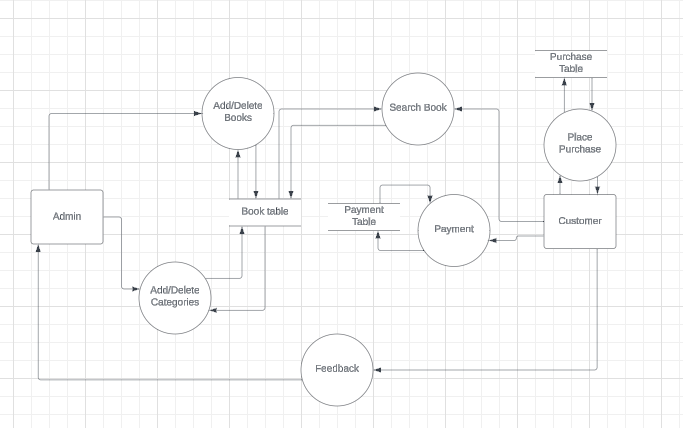 Purchase
Table
Add/Delete
Books
Search Book
Place
Purchase
Admin
Book table
Payment
Table
Payment
Customer
Add/Delete
Categories
Feedback